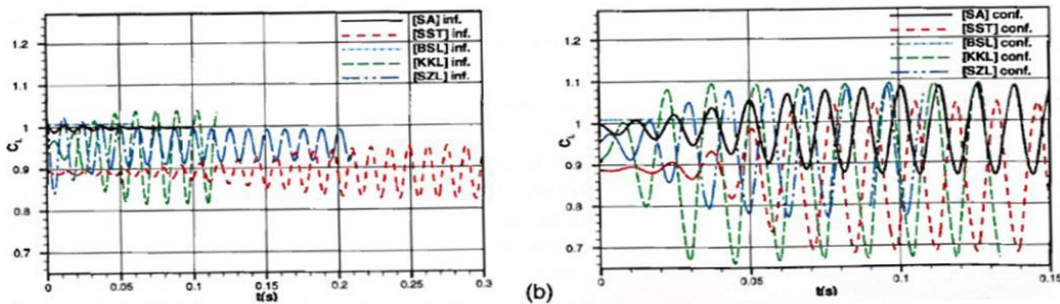 [SA] inf.
[SST] inf.
[BSL] inf.
[KKL] inf.
[SZL] inf.
1.2
1.1
1
0.9
0.8
0.7
CL
0 0.05 0.1 0.15 0.2 0.25 0.3
t(s)
(b)
[SA] conf.
[SST] conf.
[BSL] conf.
[KKL] conf.
[SZL] conf.
1.2
1.1
1
0.9
0.8
0.7
CL
0 0.05 0.1 0.15
t(s)